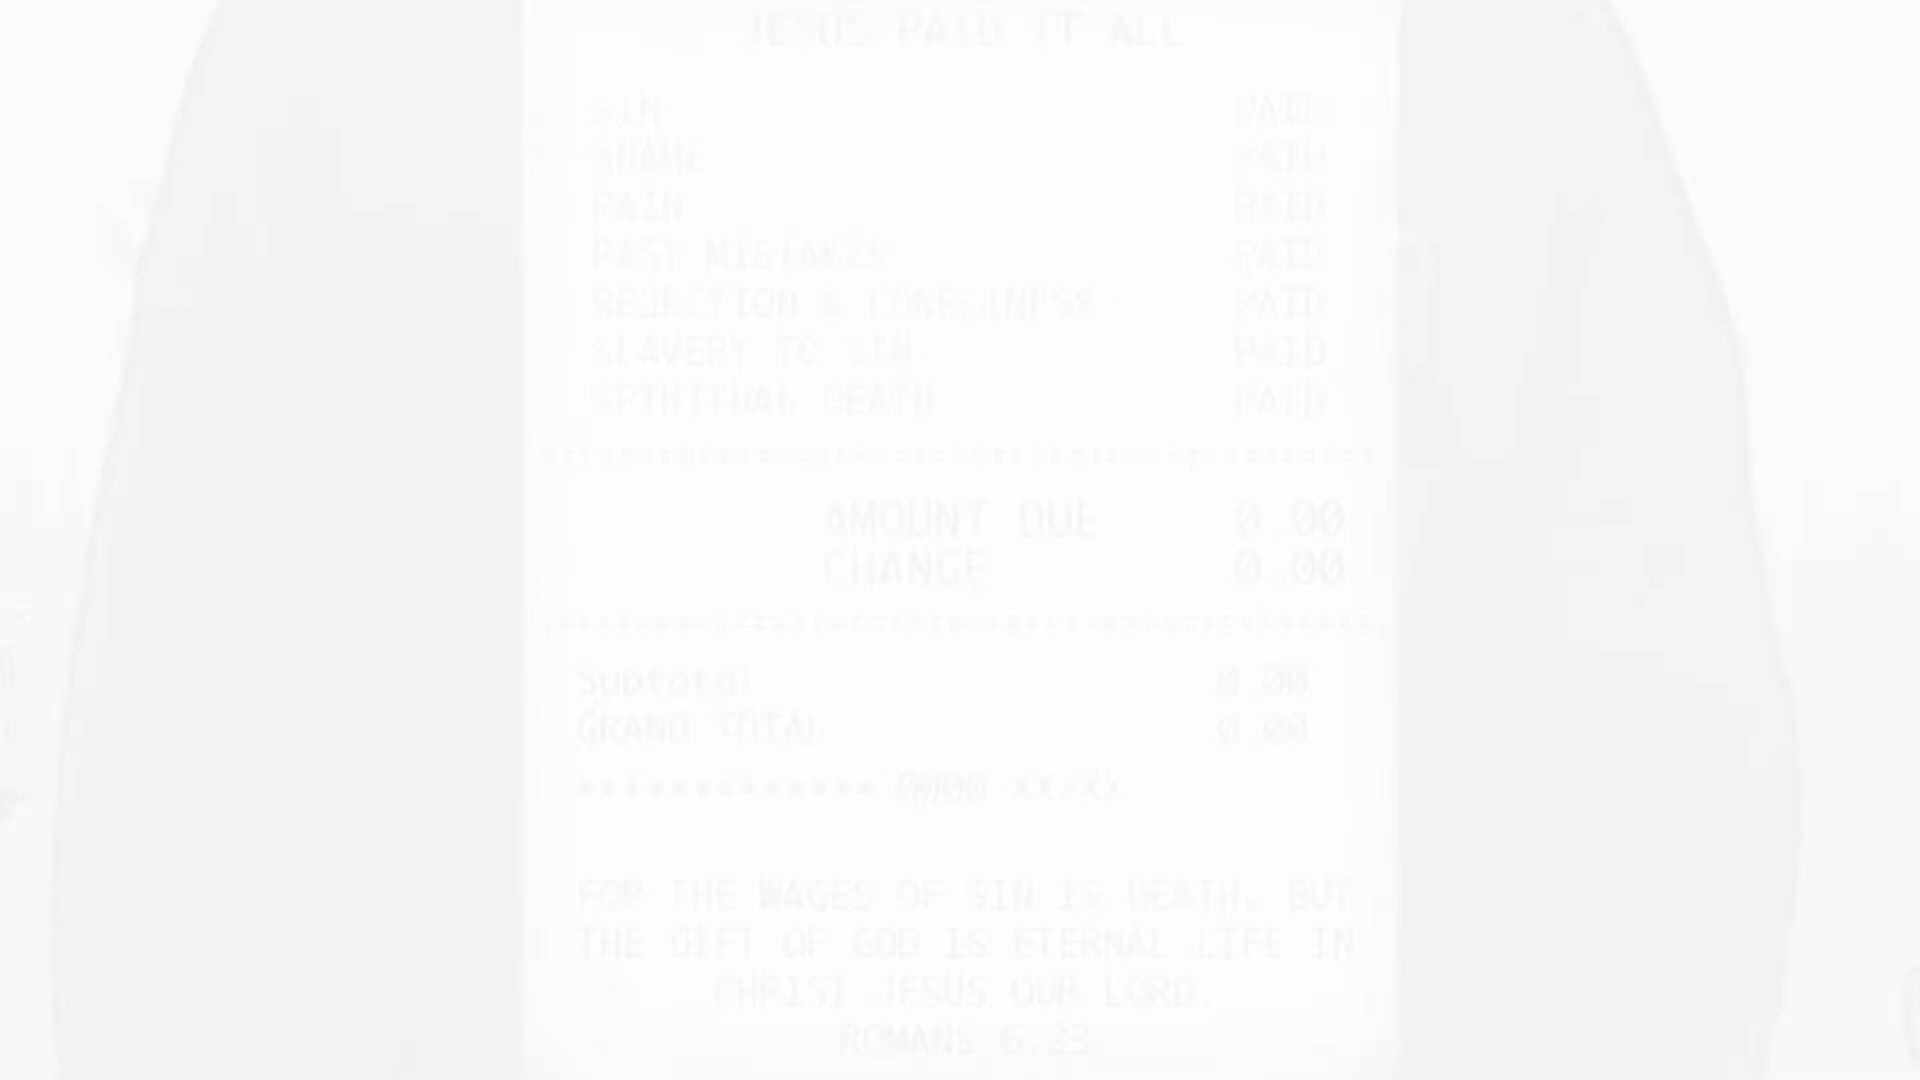 JESUS PAID IT ALL
SIN PAID
SHAME PAID
PAIN PAID
PAST MISTAKES PAID
REJECTION & LONELINESS PAID
SLAVERY TO SIN PAID
SPIRITUAL DEATH PAID
AMOUNT DUE 0.00
CHANGE 0.00
Subtotal 0.00
GRAND TOTAL 0.00
************* 0000 XX/XX
FOR THE WAGES OF SIN IS DEATH, BUT
THE GIFT OF GOD IS ETERNAL LIFE IN
CHRIST JESUS OUR LORD.
ROMANS 6.23